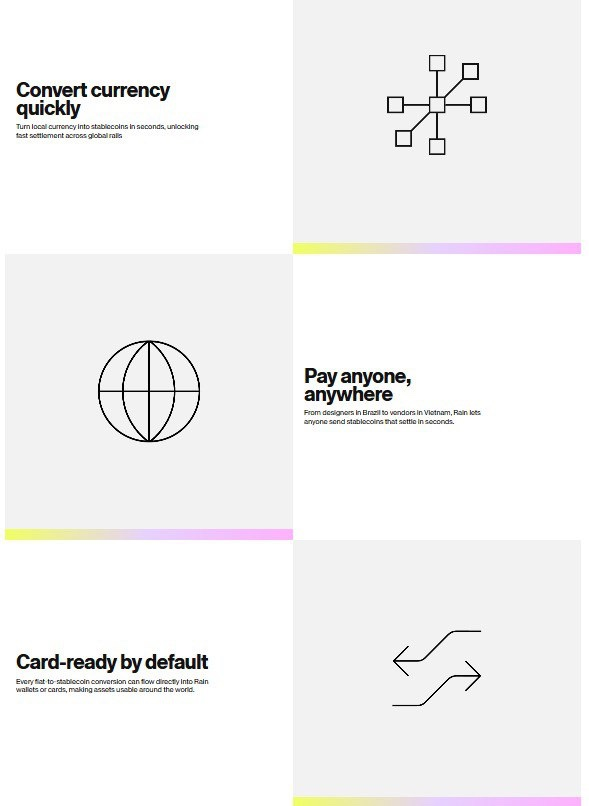 Convert currency
quickly
Turn local currency into stablecoins in seconds, unlocking
fast settlement across global rails
Pay anyone,
anywhere
From designers in Brazil to vendors in Vietnam, Rain lets
anyone send stablecoins that settle in seconds.
Card-ready by default
Every fiat-to-stablecoin conversion can flow directly into Rain
wallets or cards, making assets usable around the world.